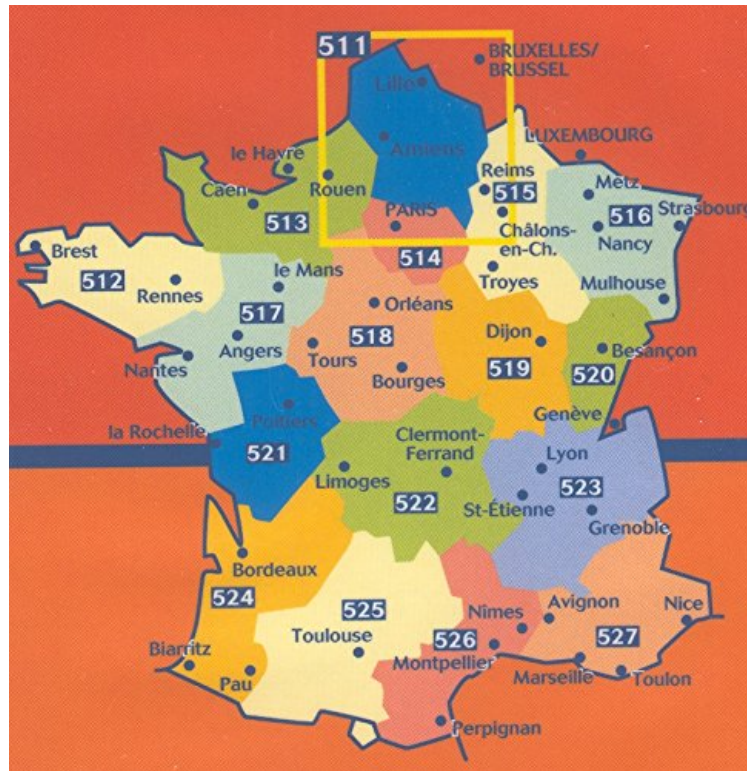 511
BRUXELLES/
BRUSSEL
Lille
Amiens
LUXEMBOURG
le Havre
Rouen
Caen
513
Reims
515
Metz
516
Strasbourg
PARIS
Châlons-
en-Ch.
Nancy
514
Troyes
Brest
512
Rennes
le Mans
517
Mulhouse
Orléans
518
Dijon
Angers
Tours
519
Besançon
520
Nantes
Bourges
Genève
Poitiers
la Rochelle
521
Clermont-
Ferrand
Limoges
522
Lyon
523
St-Étienne
Grenoble
Bordeaux
524
525
Nîmes
Avignon
Nice
Toulouse
526
527
Biarritz
Montpellier
Marseille
Toulon
Pau
Perpignan